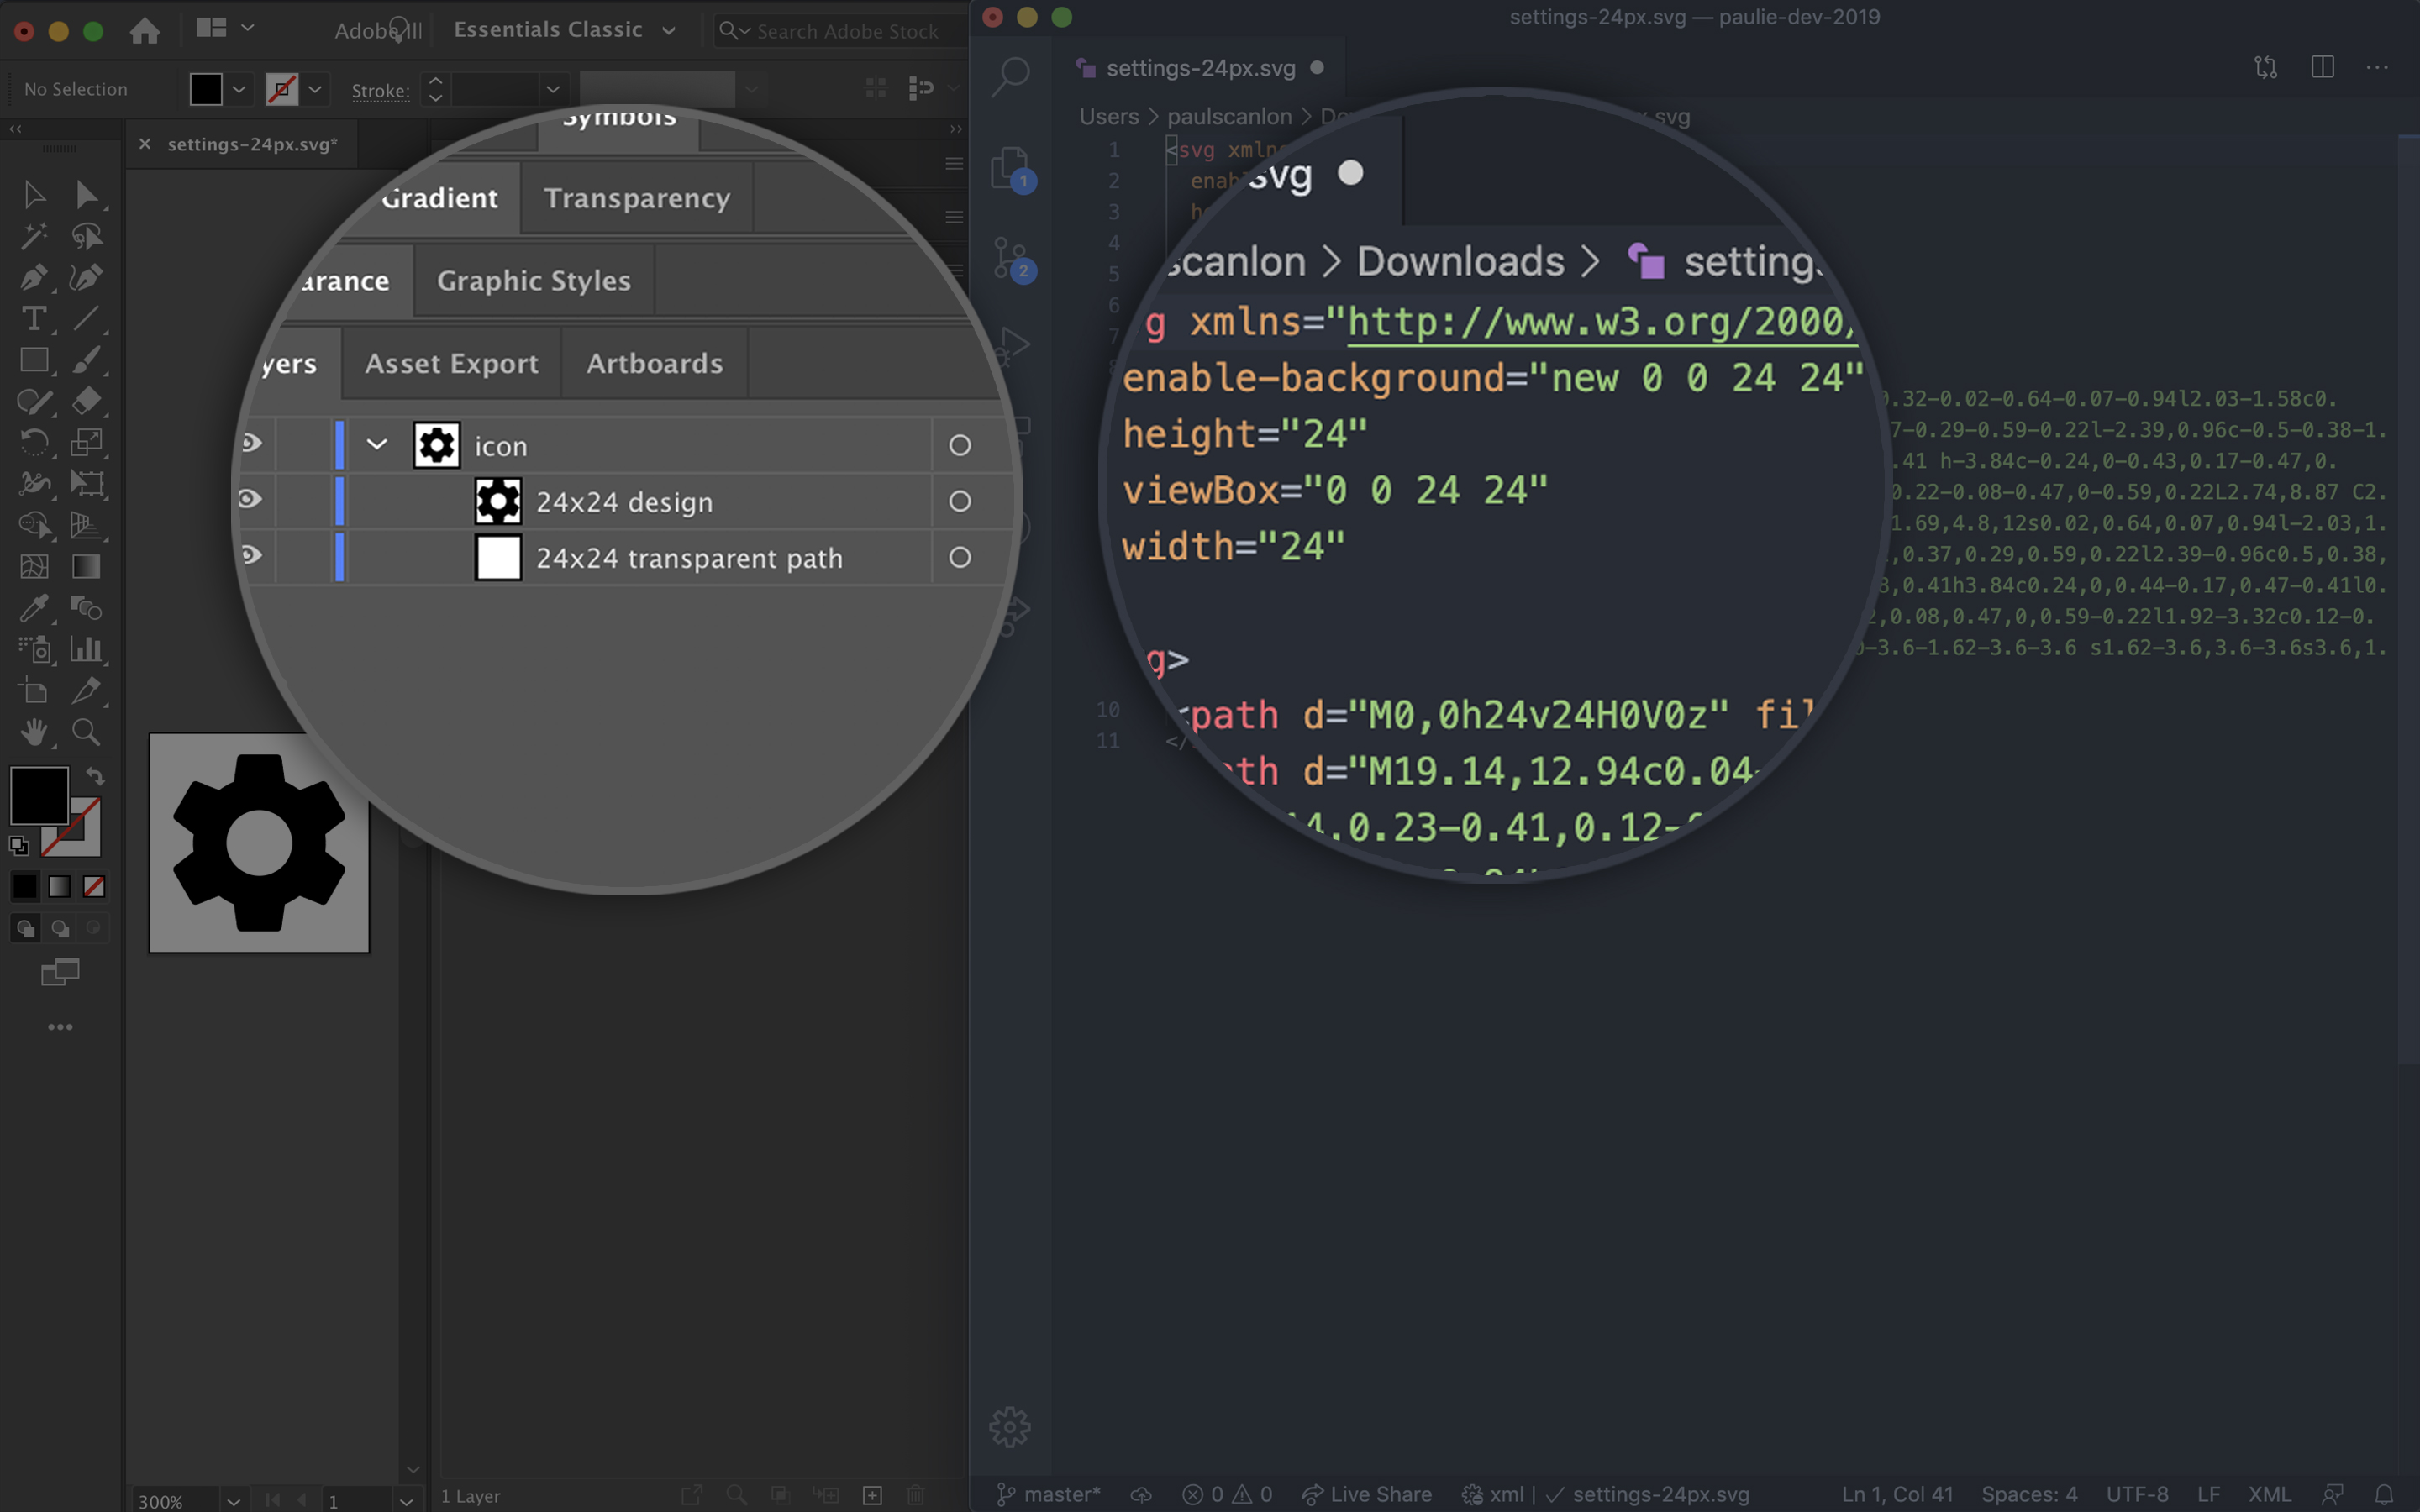 Essentials Classic
Search Adobe Stock
No Selection
Stroke:
settings-24px.svg*
Symbols
Gradient
Transparency
Graphic Styles
Asset Export
Artboards
icon
24x24 design
24x24 transparent path
300%
1
1 Layer
settings-24px.svg — paulie-dev-2019
settings-24px.svg
Users > paulscanlon >
svg
1
2
3
4
5
6
7
10
11
<svg
svg
scanlon > Downloads >
g xmlns="http://www.w3.org/2000/
enable-background="new 0 0 24 24"
height="24"
viewBox="0 0 24 24"
width="24"
g>
<path d="M0,0h24v24H0V0z"
d="M19.14,12.94c0.04-
0.23-0.41,0.12-
0.32-0.02-0.64-0.07-0.94l2.03-1.58c0.
7-0.29-0.59-0.22l-2.39,0.96c-0.5-0.38-1.
.41 h-3.84c-0.24,0-0.43,0.17-0.47,0.
0.22-0.08-0.47,0-0.59,0.22L2.74,8.87 C2.
1.69,4.8,12s0.02,0.64,0.07,0.94l-2.03,1.
,0.37,0.29,0.59,0.22l2.39-0.96c0.5,0.38,
8,0.41h3.84c0.24,0,0.44-0.17,0.47-0.41l0.
2,0.08,0.47,0,0.59-0.22l1.92-3.32c0.12-0.
0-3.6-1.62-3.6-3.6 s1.62-3.6,3.6-3.6s3.6,1.
1
2
master*
0
0
Live Share
xml | ✓ settings-24px.svg
Ln 1, Col 41
Spaces: 4
UTF-8
LF
XML